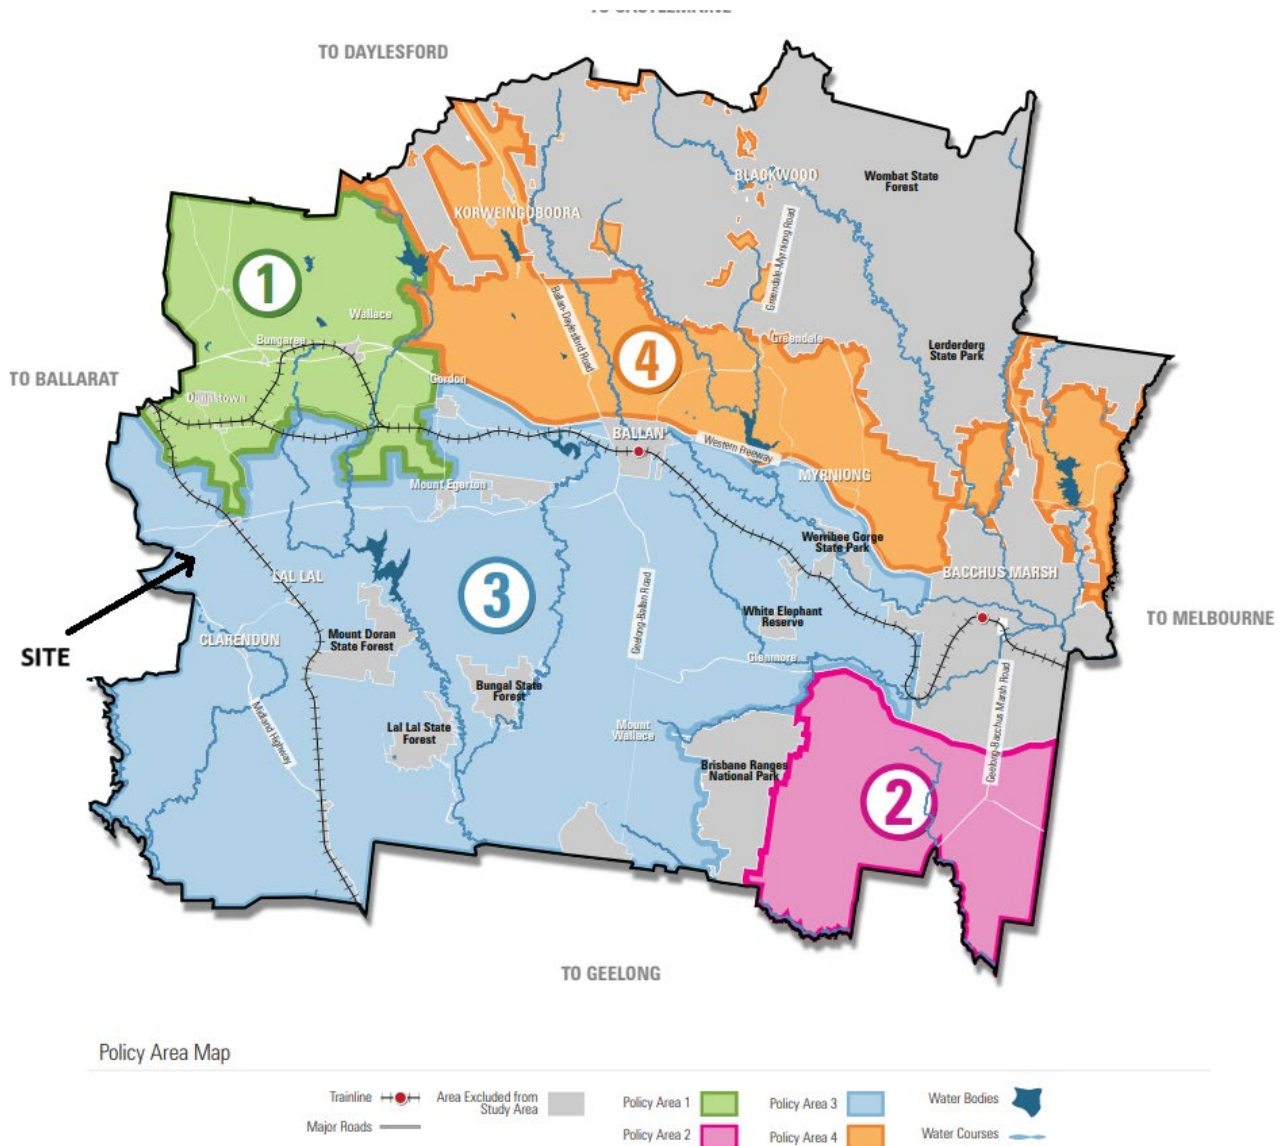 TO CASTLEMAINE
TO DAYLESFORD
BLACKWOOD
Wombat State
Forest
KORWEINGUBOORA
Greendale-Myrniong Road
1
Wallace
Ballan-Daylesford Road
Bungaree
Greendale
Lerderderg
State Park
4
TO BALLARAT
Gordon
BALLAN
Western Freeway
MYRNIONG
Mount Egerton
Werribee Gorge
State Park
BACCHUS MARSH
LAL LAL
3
Geelong-Ballan Road
White Elephant
Reserve
TO MELBOURNE
CLARENDON
Mount Doran
State Forest
SITE
Glenmore
Bungal State
Forest
Geelong-Bacchus Marsh Road
Midland Highway
Lal Lal State
Forest
Mount
Wallace
Brisbane Ranges
National Park
2
TO GEELONG
Policy Area Map
Trainline
Area Excluded from
Study Area
Policy Area 1
Policy Area 3
Water Bodies
Major Roads
Policy Area 2
Policy Area 4
Water Courses